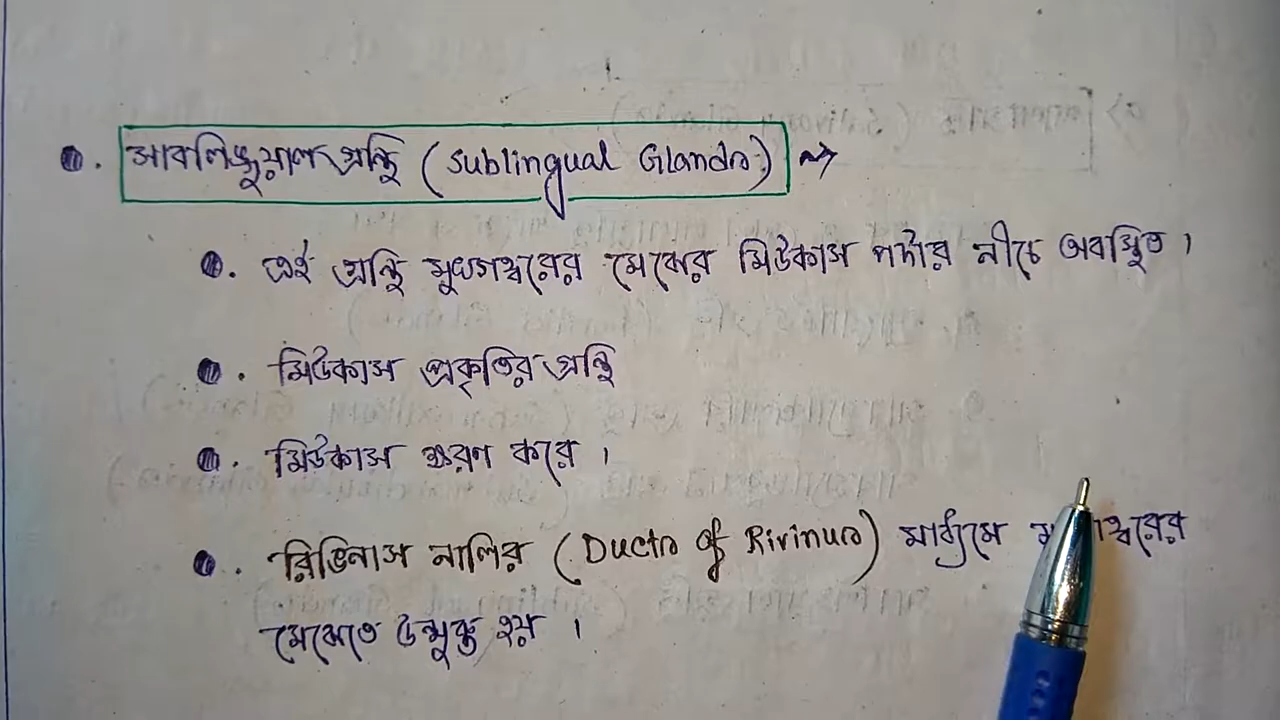 সাবলিঙ্গুয়াল গ্রন্থি (Sublingual Glands)
এই গ্রন্থি মুখগহ্বরের মেঝের মিউকাস পর্দার নীচে অবস্থিত।
মিউকাস প্রকৃতির গ্রন্থি
মিউকাস ক্ষরণ করে।
রিভিনাস নালির (Ducts of Rivinus) মাধ্যমে
মেঝেতে উন্মুক্ত হয়।